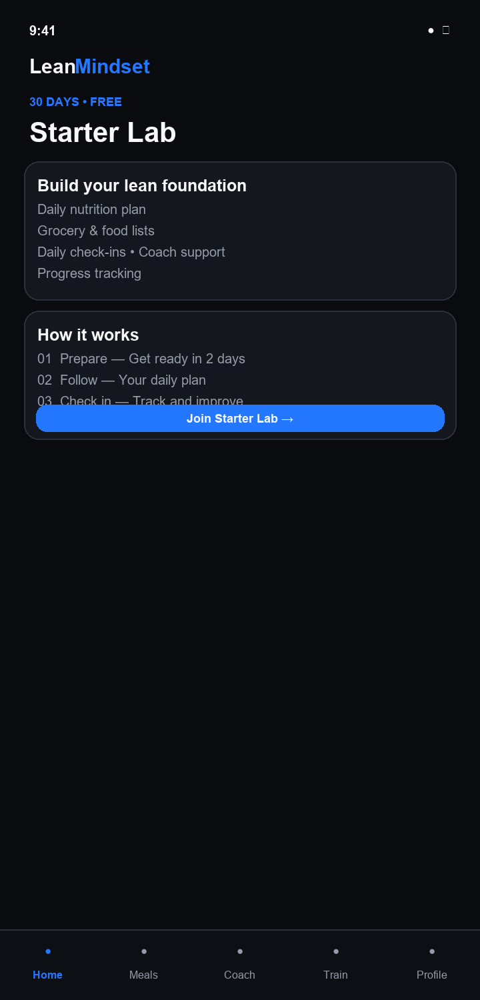 9:41
LeanMindset
30 DAYS • FREE
Starter Lab
Build your lean foundation
Daily nutrition plan
Grocery & food lists
Daily check-ins • Coach support
Progress tracking
How it works
01 Prepare — Get ready in 2 days
02 Follow — Your daily plan
03 Check in — Track and improve
Join Starter Lab →
Home Meals Coach Train Profile